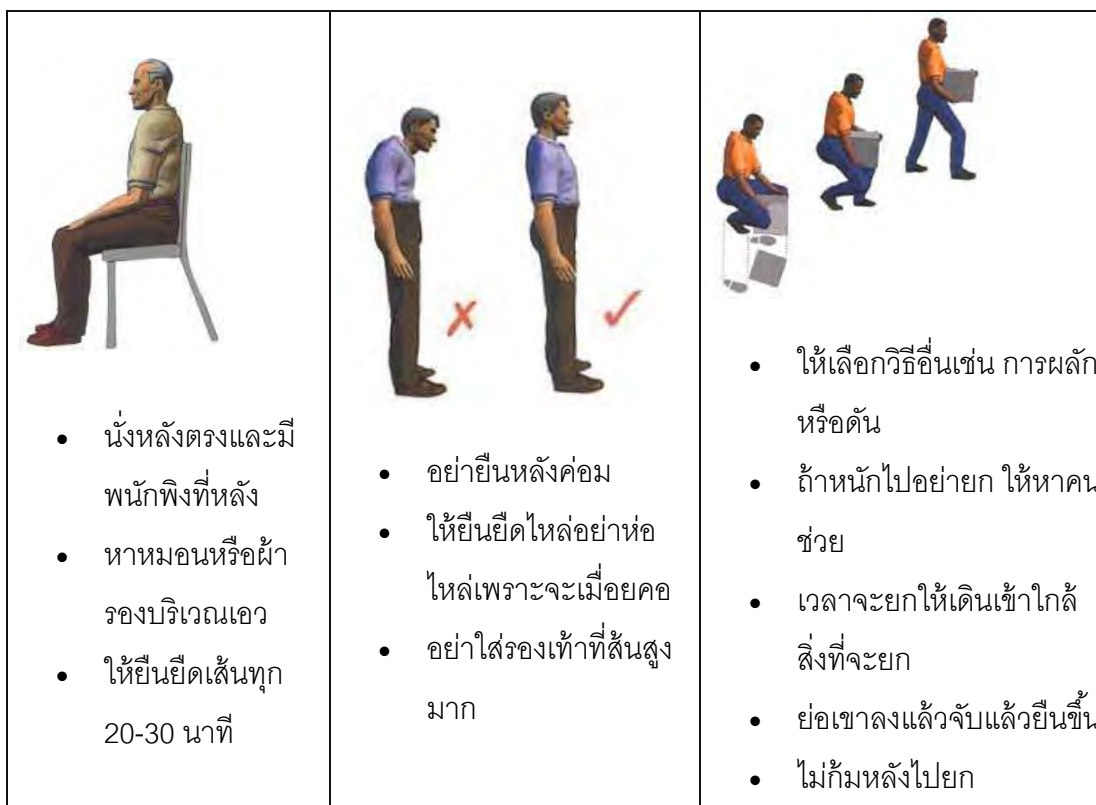 • นั่งหลังตรงและมี
พนักพิงที่หลัง
• หาหมอนหรือผ้า
รองบริเวณเอว
• ให้ยืนยืดเส้นทุก
20-30 นาที
• อย่ายืนหลังค่อม
• ให้ยืนยืดไหล่อย่าห่อ
ไหล่เพราะจะเมื่อยคอ
• อย่าใส่รองเท้าที่ส้นสูง
มาก
• ให้เลือกวิธีอื่นเช่น การผลัก
หรือดัน
• ถ้าหนักไปอย่ายก ให้หาคน
ช่วย
• เวลาจะยกให้เดินเข้าใกล้
สิ่งที่จะยก
• ย่อเขาลงแล้วจับแล้วยืนขึ้น
• ไม่ก้มหลังไปยก